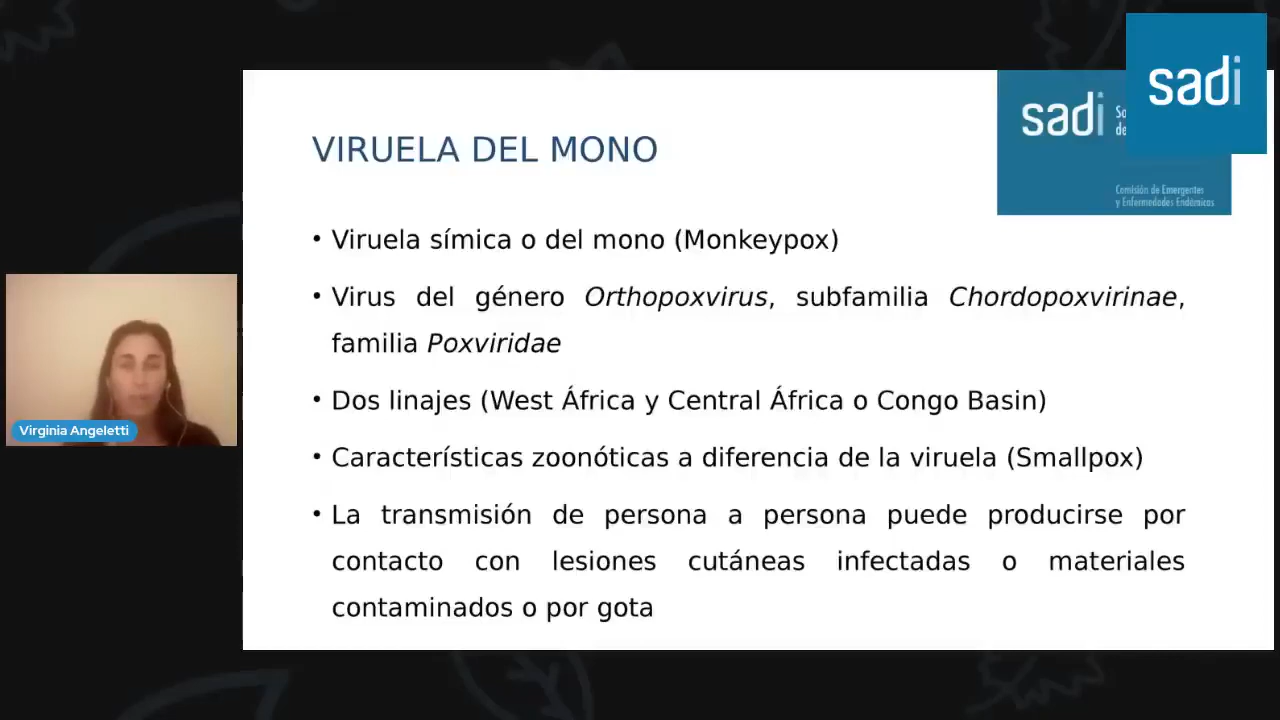 sadi
sadi
Comisión de Emergentes
y Enfermedades Endémicas
VIRUELA DEL MONO
• Viruela símica o del mono (Monkeypox)
• Virus del género Orthopoxvirus, subfamilia Chordopoxvirinae,
familia Poxviridae
• Dos linajes (West África y Central África o Congo Basin)
• Características zoonóticas a diferencia de la viruela (Smallpox)
• La transmisión de persona a persona puede producirse por
contacto con lesiones cutáneas infectadas o materiales
contaminados o por gota
Virginia Angeletti